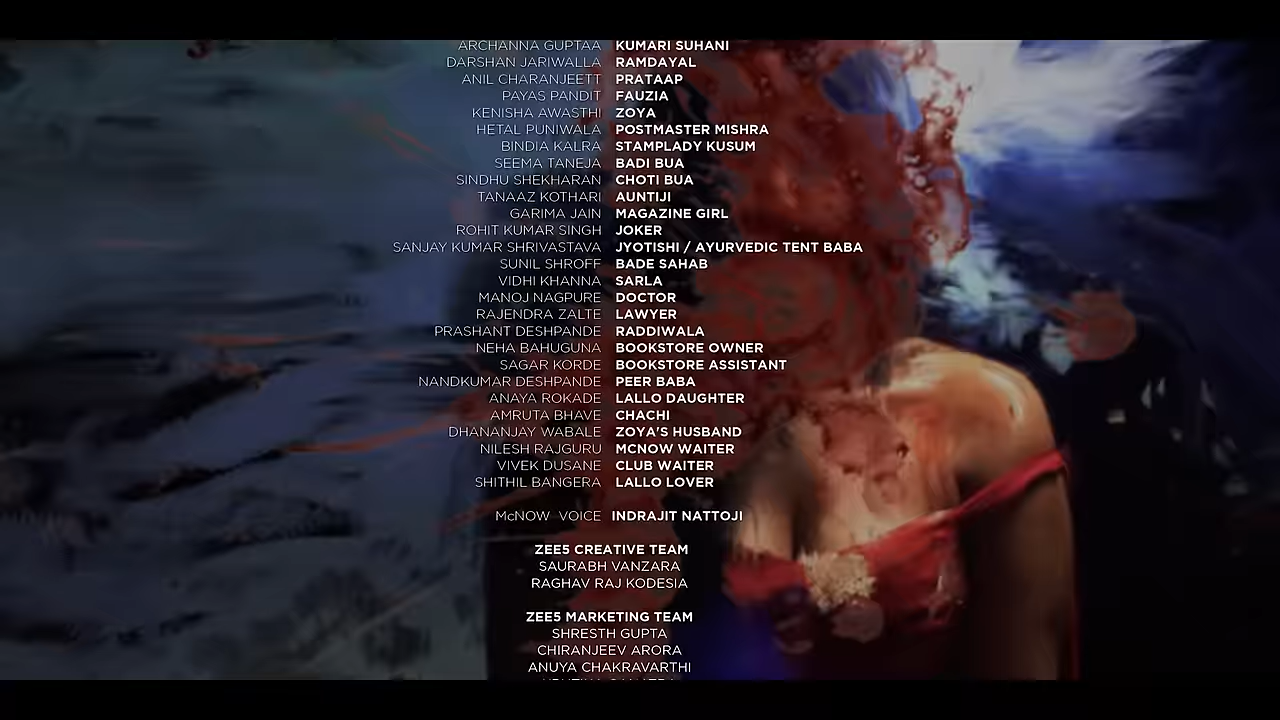 ARCHANNA GUPTAA KUMARI SUHANI
DARSHAN JARIWALLA RAMDAYAL
ANIL CHARANJEETT PRATAAP
PAYAS PANDIT FAUZIA
KENISHA AWASTHI ZOYA
HETAL PUNIWALA POSTMASTER MISHRA
BINDIA KALRA STAMPLADY KUSUM
SEEMA TANEJA BADI BUA
SINDHU SHEKHARAN CHOTI BUA
TANAAZ KOTHARI AUNTIJI
GARIMA JAIN MAGAZINE GIRL
ROHIT KUMAR SINGH JOKER
SANJAY KUMAR SHRIVASTAVA JYOTISHI / AYURVEDIC TENT BABA
SUNIL SHROFF BADE SAHAB
VIDHI KHANNA SARLA
MANOJ NAGPURE DOCTOR
RAJENDRA ZALTE LAWYER
PRASHANT DESHPANDE RADDIWALA
NEHA BAHUGUNA BOOKSTORE OWNER
SAGAR KORDE BOOKSTORE ASSISTANT
NANDKUMAR DESHPANDE PEER BABA
ANAYA ROKADE LALLO DAUGHTER
AMRUTA BHAVE CHACHI
DHANANJAY WABALE ZOYA'S HUSBAND
NILESH RAJGURU MCNOW WAITER
VIVEK DUSANE CLUB WAITER
SHITHIL BANGERA LALLO LOVER
McNOW VOICE INDRAJIT NATTOJI
ZEE5 CREATIVE TEAM
SAURABH VANZARA
RAGHAV RAJ KODESIA
ZEE5 MARKETING TEAM
SHRESTH GUPTA
CHIRANJEEV ARORA
ANUYA CHAKRAVARTHI